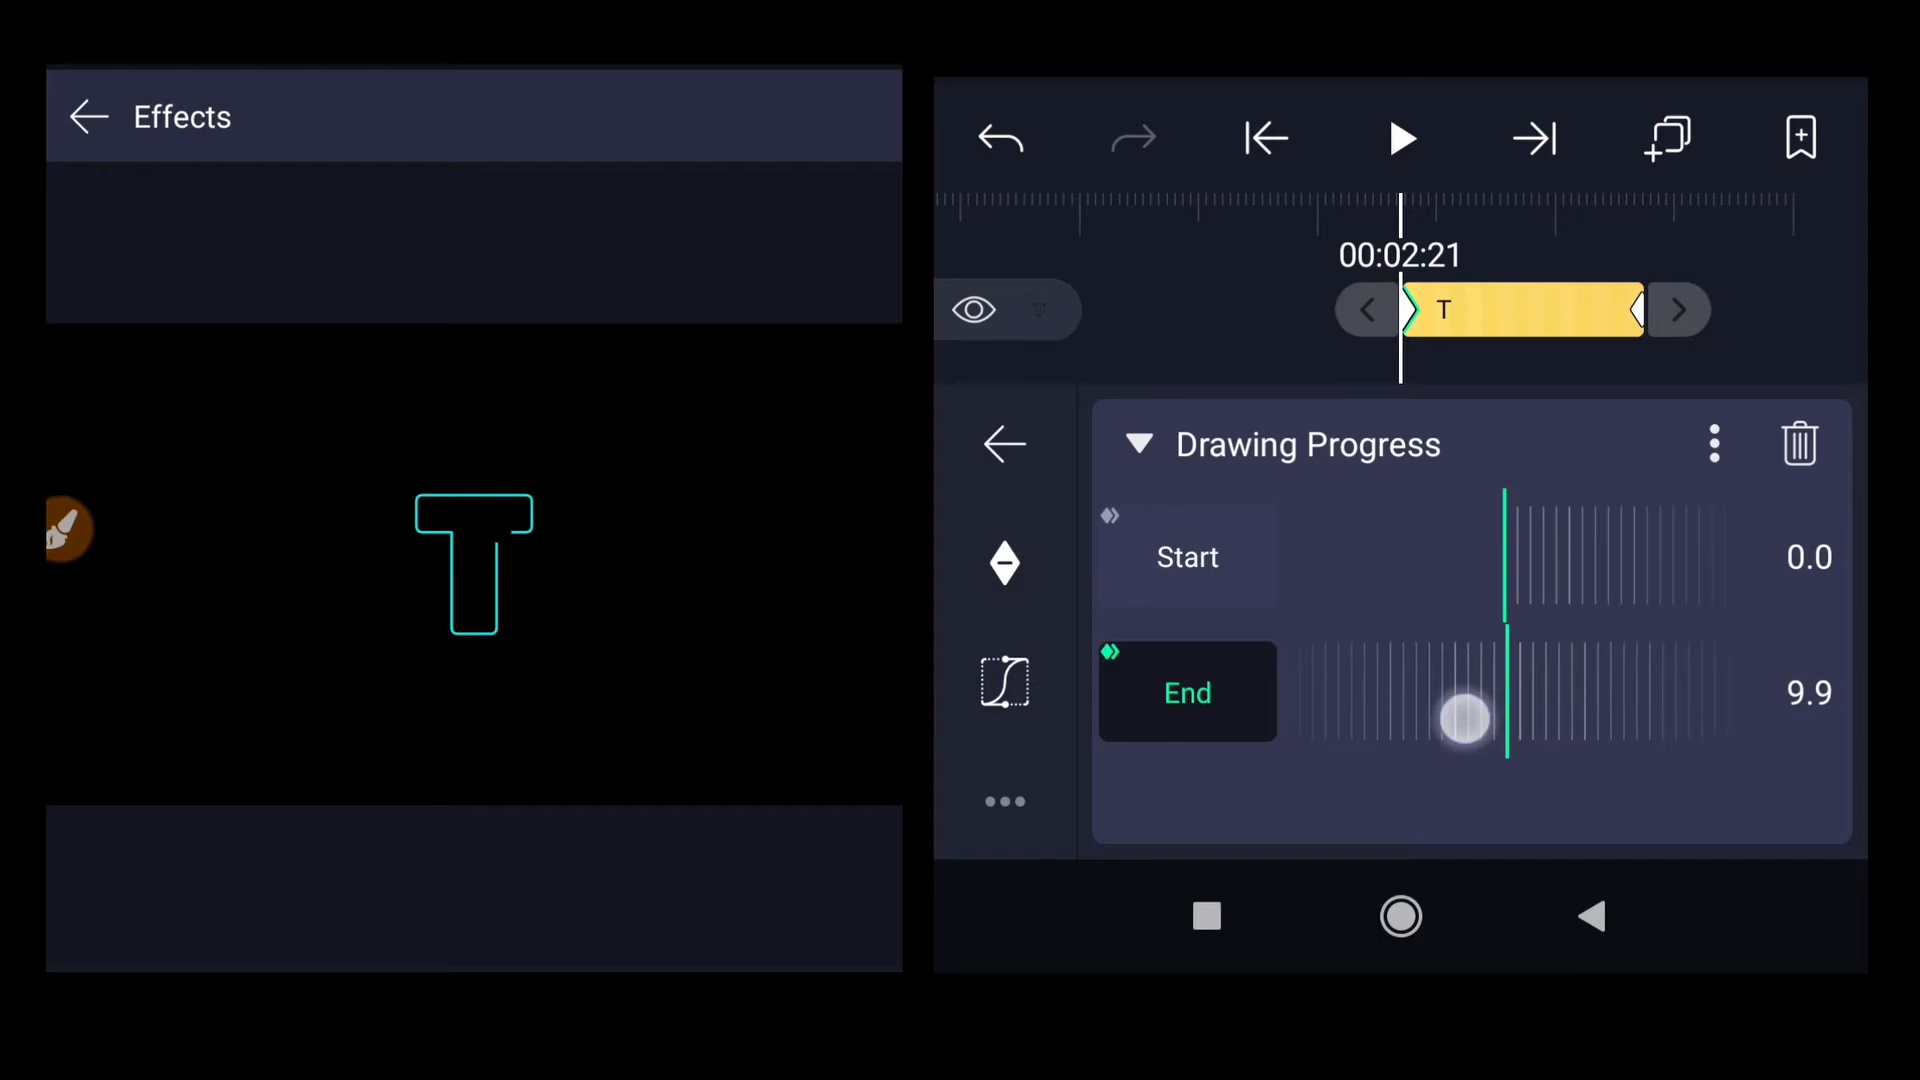 Effects
T
00:02:21
T
Drawing Progress
Start
0.0
End
9.9